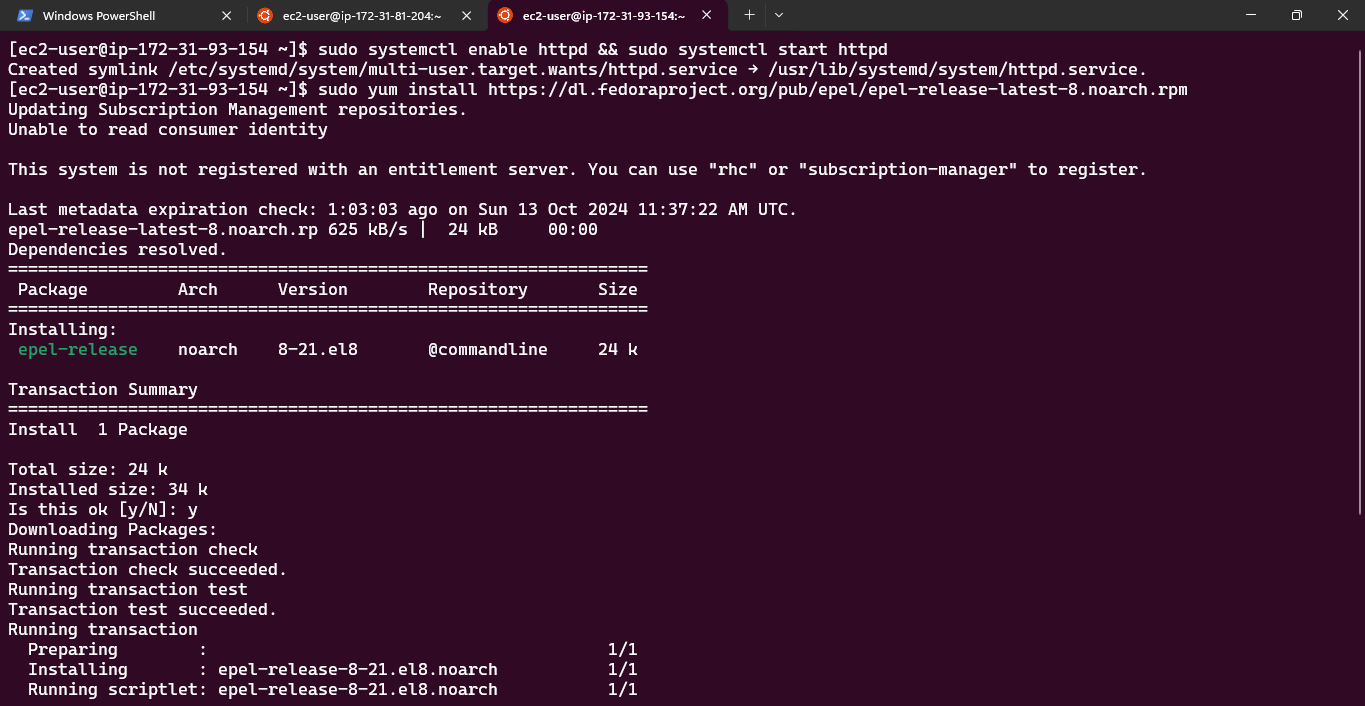 Windows PowerShell
ec2-user@ip-172-31-81-204:~
ec2-user@ip-172-31-93-154:~
[ec2-user@ip-172-31-93-154 ~]$ sudo systemctl enable httpd && sudo systemctl start httpd
Created symlink /etc/systemd/system/multi-user.target.wants/httpd.service → /usr/lib/systemd/system/httpd.service.
[ec2-user@ip-172-31-93-154 ~]$ sudo yum install https://dl.fedoraproject.org/pub/epel/epel-release-latest-8.noarch.rpm
Updating Subscription Management repositories.
Unable to read consumer identity

This system is not registered with an entitlement server. You can use "rhc" or "subscription-manager" to register.

Last metadata expiration check: 1:03:03 ago on Sun 13 Oct 2024 11:37:22 AM UTC.
epel-release-latest-8.noarch.rp 625 kB/s |  24 kB     00:00
Dependencies resolved.
================================================================
 Package         Arch      Version        Repository       Size
================================================================
Installing:
 epel-release    noarch    8-21.el8       @commandline     24 k

Transaction Summary
================================================================
Install  1 Package

Total size: 24 k
Installed size: 34 k
Is this ok [y/N]: y
Downloading Packages:
Running transaction check
Transaction check succeeded.
Running transaction test
Transaction test succeeded.
Running transaction
  Preparing        :                                        1/1
  Installing       : epel-release-8-21.el8.noarch           1/1
  Running scriptlet: epel-release-8-21.el8.noarch           1/1